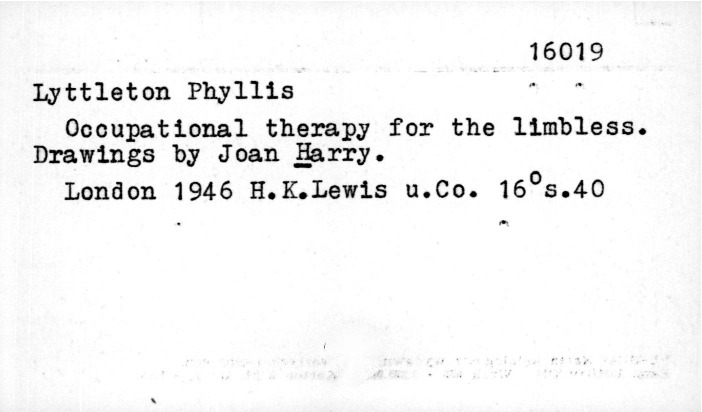 16019
Lyttleton Phyllis
Occupational therapy for the limbless.
Drawings by Joan Harry.
London 1946 H.K.Lewis u.Co. 16°s.40